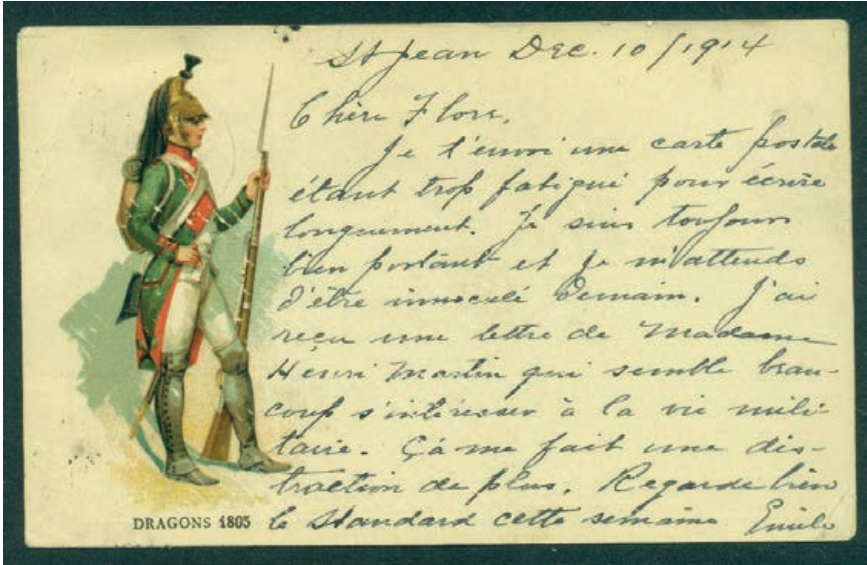 St Jean Dec. 10/1914
Chère Flore,
Je t'envoi une carte postale
étant trop fatigué pour écrire
longuement. Je suis toujours
bien portant et je m'attends
d'être innoculé demain. J'ai
reçu une lettre de Madame
Henri Martin qui semble beau-
coup s'intéresser à la vie mili-
taire. Çà me fait une dis-
traction de plus. Regarde bien
le Standard cette semaine Emile
DRAGONS 1805